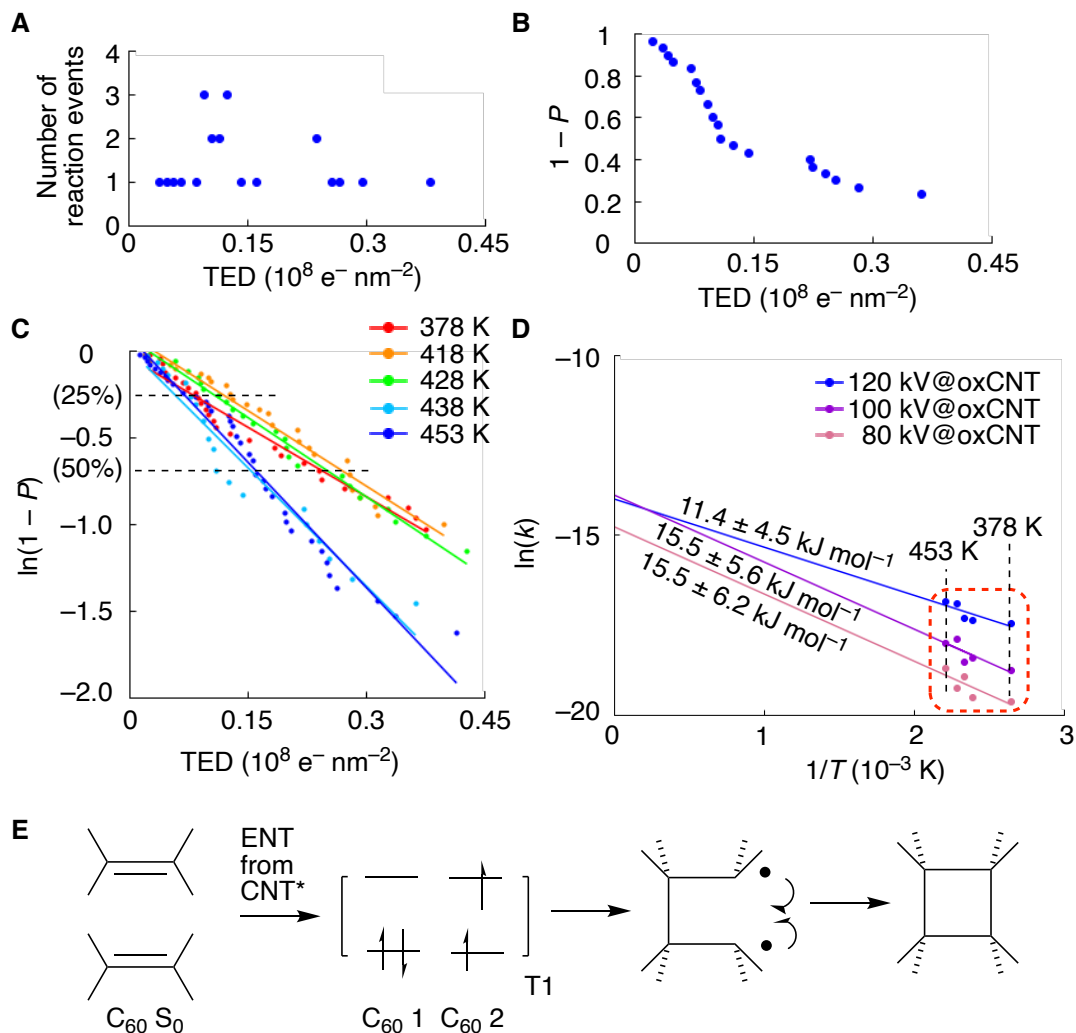 A
Number of
reaction events
4
3
2
1
0
0
0.15
0.3
0.45
TED (10⁸ e⁻ nm⁻²)
B
1 − P
1
0.8
0.6
0.4
0.2
0
0
0.15
0.3
0.45
TED (10⁸ e⁻ nm⁻²)
C
ln(1 − P)
0
(25%)
−0.5
(50%)
−1.0
−1.5
−2.0
378 K
418 K
428 K
438 K
453 K
0
0.15
0.3
0.45
TED (10⁸ e⁻ nm⁻²)
D
ln(k)
−10
−15
−20
120 kV@oxCNT
100 kV@oxCNT
80 kV@oxCNT
11.4 ± 4.5 kJ mol⁻¹
15.5 ± 5.6 kJ mol⁻¹
15.5 ± 6.2 kJ mol⁻¹
453 K
378 K
0
1
2
3
1/T (10⁻³ K)
E
ENT
from
CNT*
T1
C₆₀ S₀
C₆₀ 1
C₆₀ 2